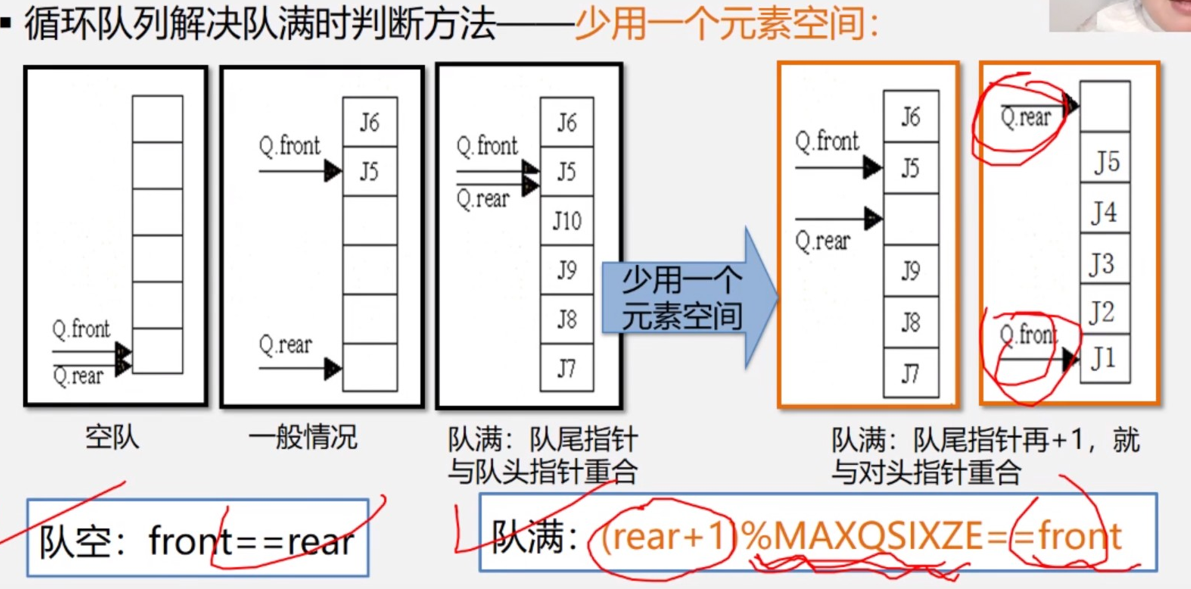 ▪ 循环队列解决队满时判断方法——少用一个元素空间：
Q.front
Q.rear
空队
J6
Q.front
J5
Q.rear
一般情况
J6
Q.front
J5
Q.rear
J10
J9
J8
J7
队满：队尾指针
与队头指针重合
少用一个
元素空间
J6
Q.front
J5
Q.rear
J9
J8
J7
Q.rear
J5
J4
J3
J2
Q.front
J1
队满：队尾指针再+1，就
与对头指针重合
队空：front==rear
队满：(rear+1)%MAXQSIXZE==front